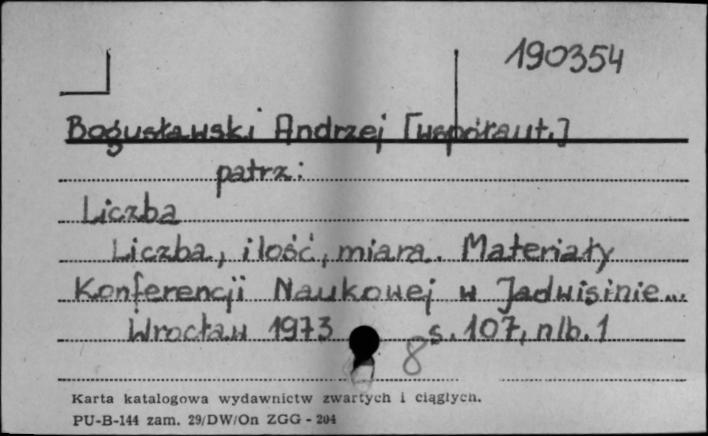 190354
Bogusławski Andrzej [współaut.]
patrz:
Liczba
Liczba, ilość, miara. Materiały
Konferencji Naukowej w Jadwisinie...
Wrocław 1973 8 s. 107, nlb. 1
Karta katalogowa wydawnictw zwartych i ciągłych.
PU-B-144 zam. 29/DW/On ZGG - 204